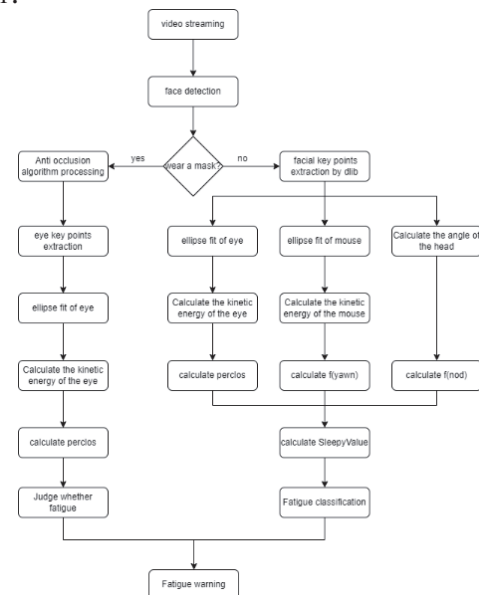 video streaming
face detection
wear a mask?
yes
no
Anti occlusion
algorithm processing
facial key points
extraction by dlib
eye key points
extraction
ellipse fit of eye
ellipse fit of mouse
Calculate the angle of
the head
ellipse fit of eye
Calculate the kinetic
energy of the eye
Calculate the kinetic
energy of the mouse
Calculate the kinetic
energy of the eye
calculate perclos
calculate f(yawn)
calculate f(nod)
calculate perclos
calculate SleepyValue
Judge whether
fatigue
Fatigue classification
Fatigue warning